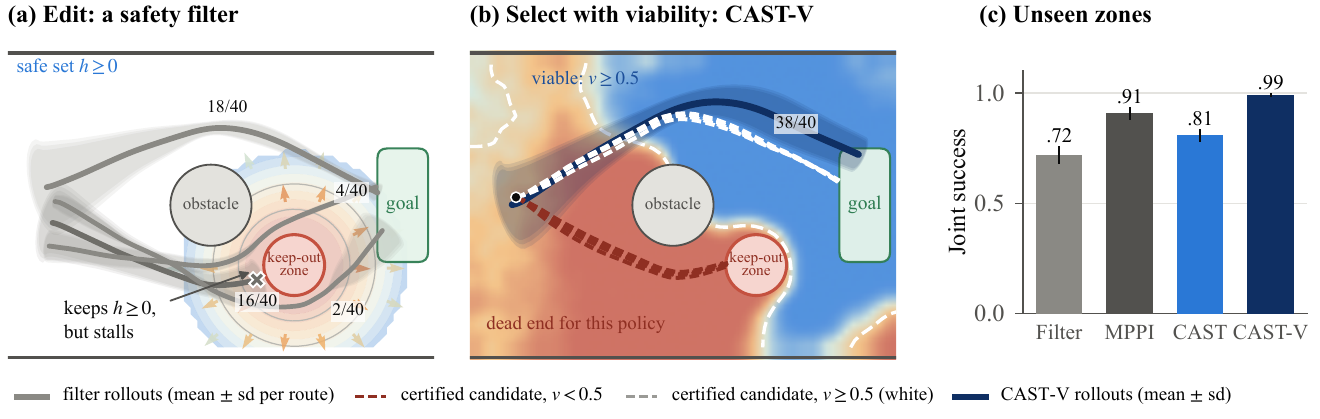 (a) Edit: a safety filter
safe set h ≥ 0
18/40
4/40
obstacle
goal
keep-out
zone
16/40
2/40
keeps h ≥ 0,
but stalls
(b) Select with viability: CAST-V
viable: v ≥ 0.5
38/40
obstacle
goal
keep-out
zone
dead end for this policy
(c) Unseen zones
Joint success
1.0
0.5
0.0
.72
.91
.81
.99
Filter MPPI CAST CAST-V
filter rollouts (mean ± sd per route) certified candidate, v < 0.5 certified candidate, v ≥ 0.5 (white) CAST-V rollouts (mean ± sd)